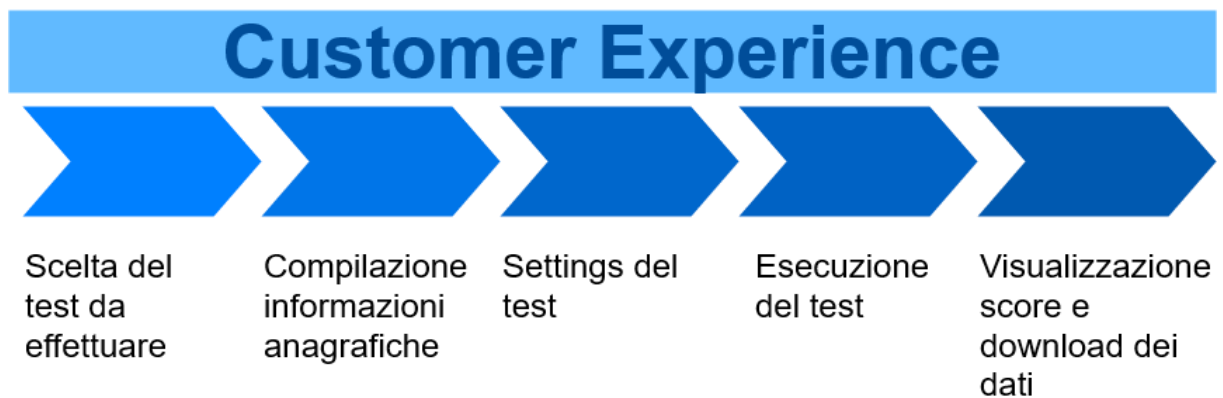 Customer Experience
Scelta del
test da
effettuare
Compilazione
informazioni
anagrafiche
Settings del
test
Esecuzione
del test
Visualizzazione
score e
download dei
dati